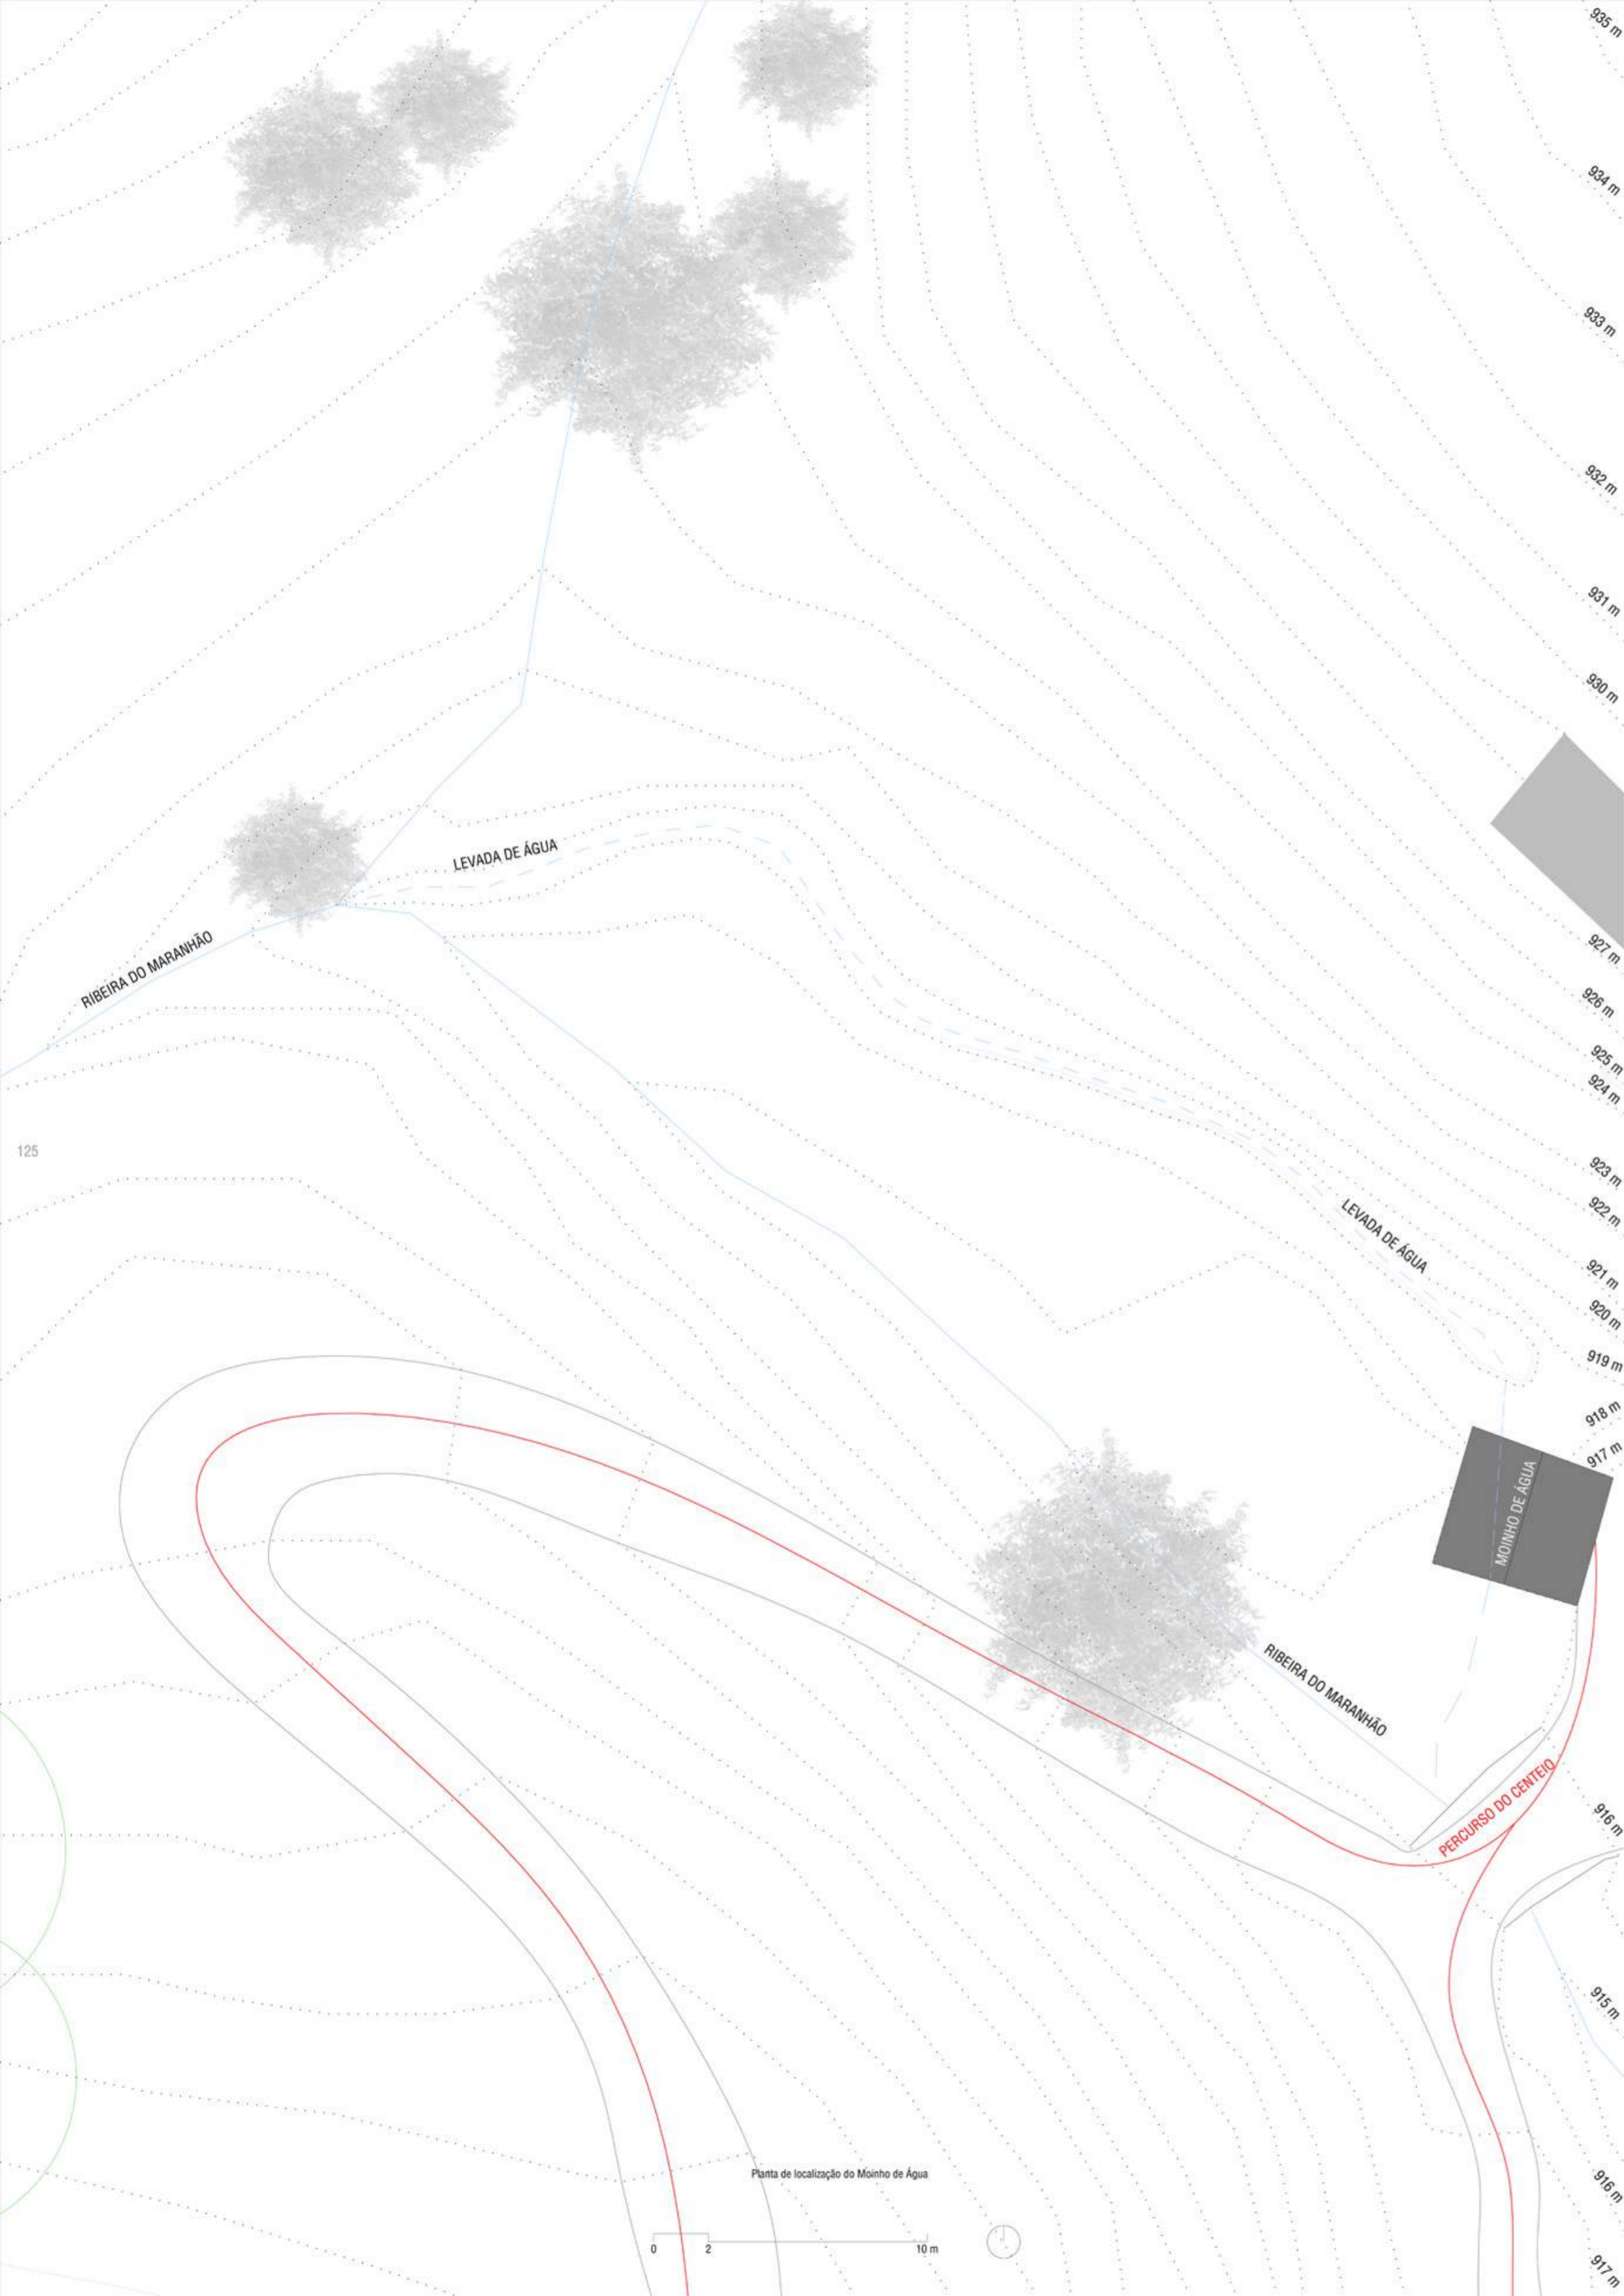 935 m
934 m
933 m
932 m
931 m
930 m
LEVADA DE ÁGUA
RIBEIRA DO MARANHÃO
927 m
926 m
925 m
924 m
125
923 m
922 m
LEVADA DE ÁGUA
921 m
920 m
919 m
918 m
917 m
MOINHO DE ÁGUA
RIBEIRA DO MARANHÃO
PERCURSO DO CENTEIO
916 m
915 m
Planta de localização do Moinho de Água
916 m
0 2 10 m
917 m